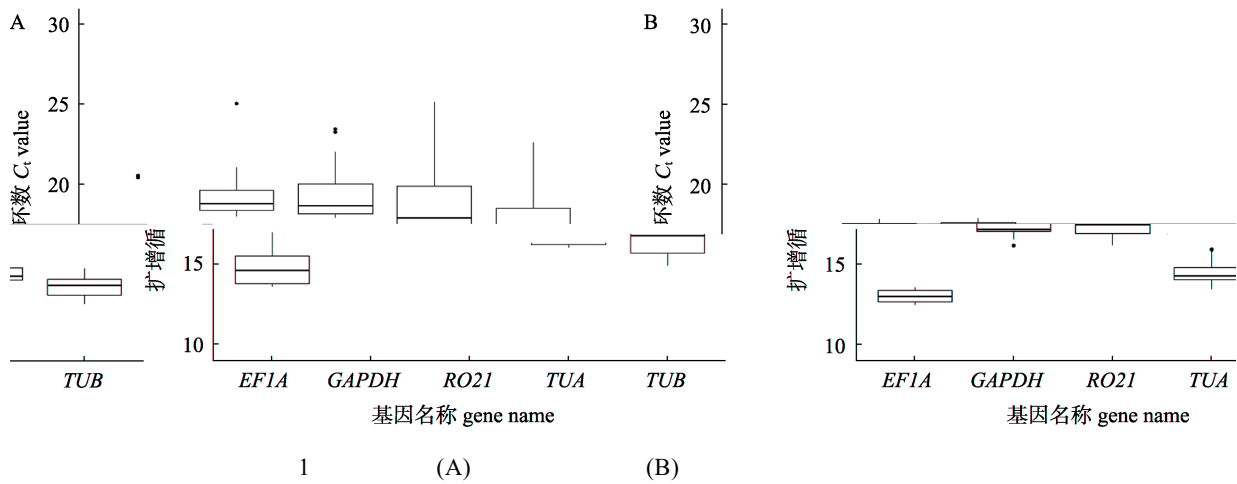 A
30
25
20
环数 Ct value
扩增循
15
10
EF1A GAPDH RO21 TUA TUB
基因名称 gene name
B
30
25
20
环数 Ct value
扩增循
15
10
EF1A GAPDH RO21 TUA
TUB
基因名称 gene name
1 (A) (B)